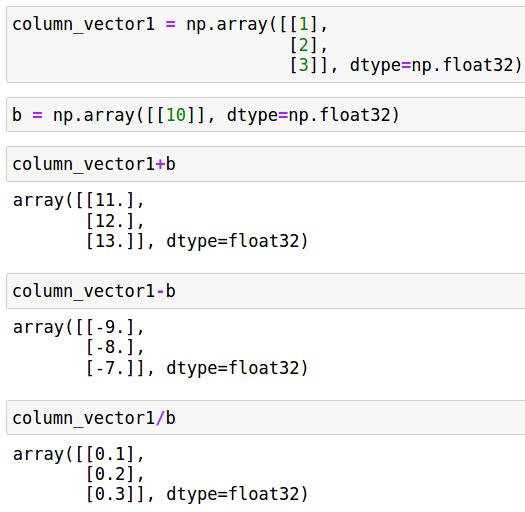 column_vector1 = np.array([[1],
                           [2],
                           [3]], dtype=np.float32)
b = np.array([[10]], dtype=np.float32)
column_vector1+b
array([[11.],
       [12.],
       [13.]], dtype=float32)
column_vector1-b
array([[-9.],
       [-8.],
       [-7.]], dtype=float32)
column_vector1/b
array([[0.1],
       [0.2],
       [0.3]], dtype=float32)